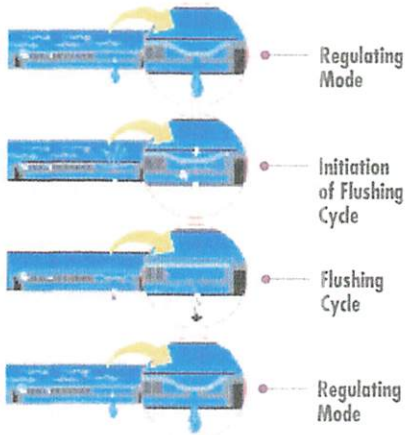 Regulating
Mode
Initiation
of Flushing
Cycle
Flushing
Cycle
Regulating
Mode